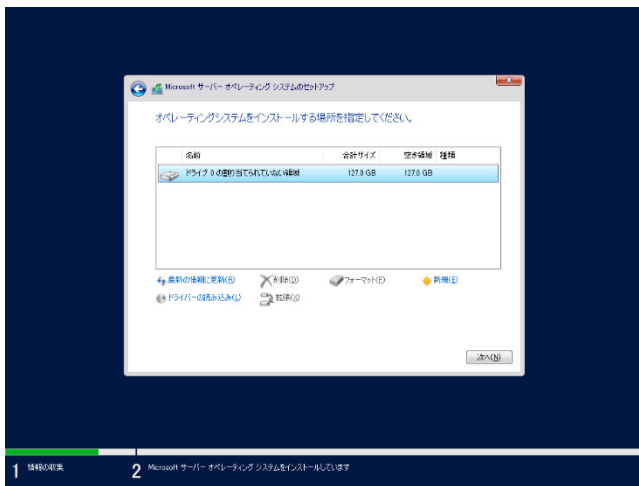 Microsoft サーバー オペレーティング システムのセットアップ
オペレーティングシステムをインストールする場所を指定してください。
名前 合計サイズ 空き領域 種類
ドライブ 0 の割り当てられていない領域 127.0 GB 127.0 GB
最新の情報に更新(R) 削除(D) フォーマット(F) 新規(E)
ドライバーの読み込み(L) 拡張(X)
次へ(N)
1 情報の収集 2 Microsoft サーバー オペレーティング システムをインストールしています